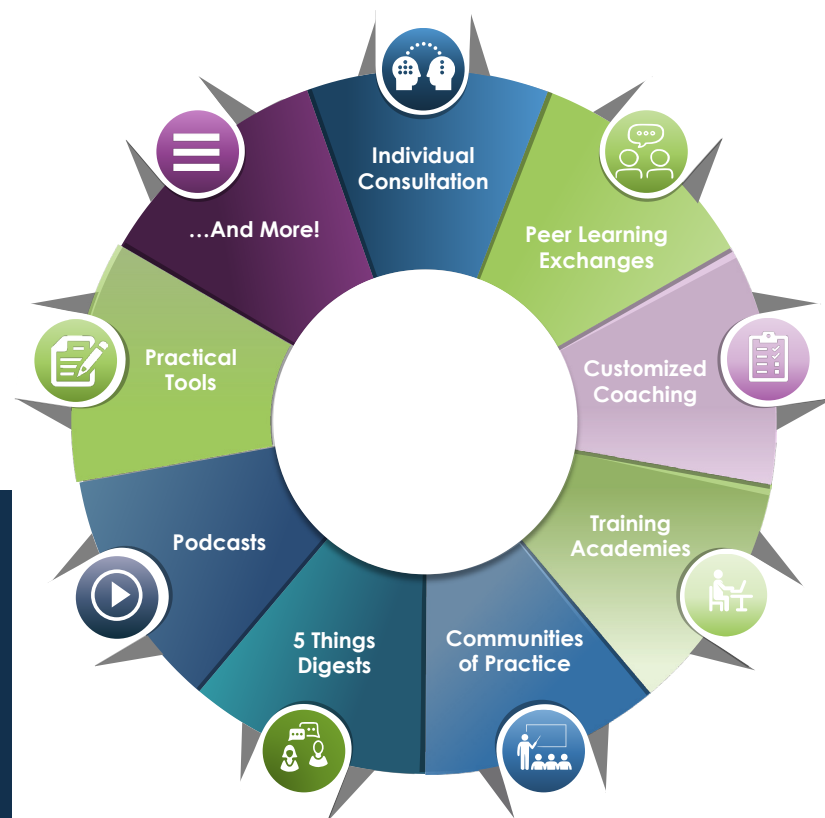 Individual
Consultation
Peer Learning
Exchanges
Customized
Coaching
Training
Academies
Communities
of Practice
5 Things
Digests
Podcasts
Practical
Tools
...And More!